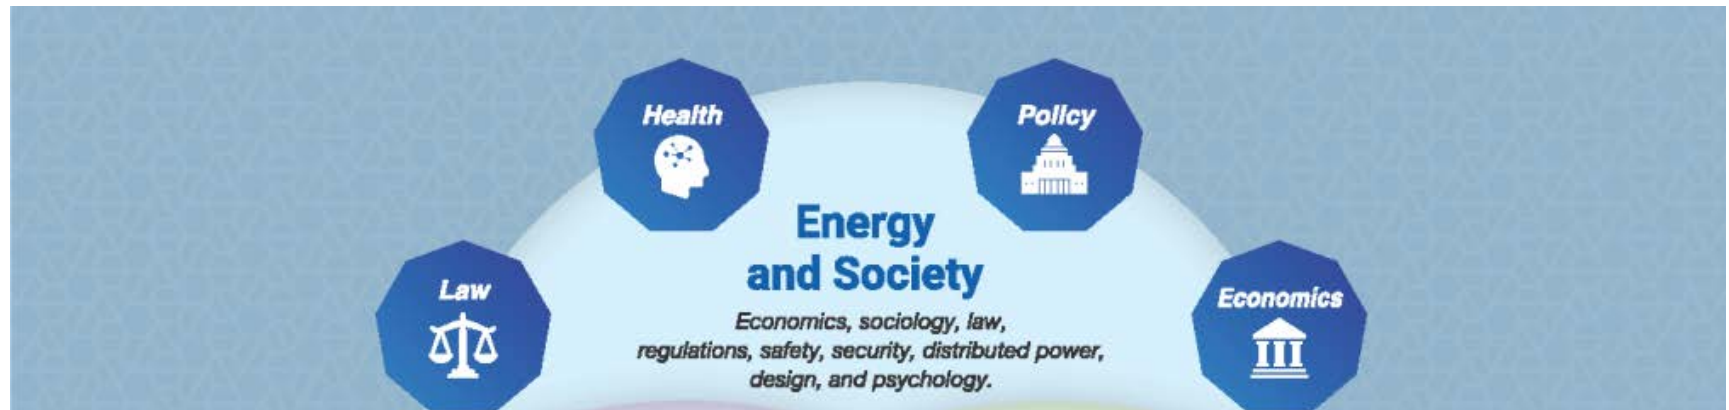 Health
Policy
Energy
and Society
Law
Economics
Economics, sociology, law,
regulations, safety, security, distributed power,
design, and psychology.